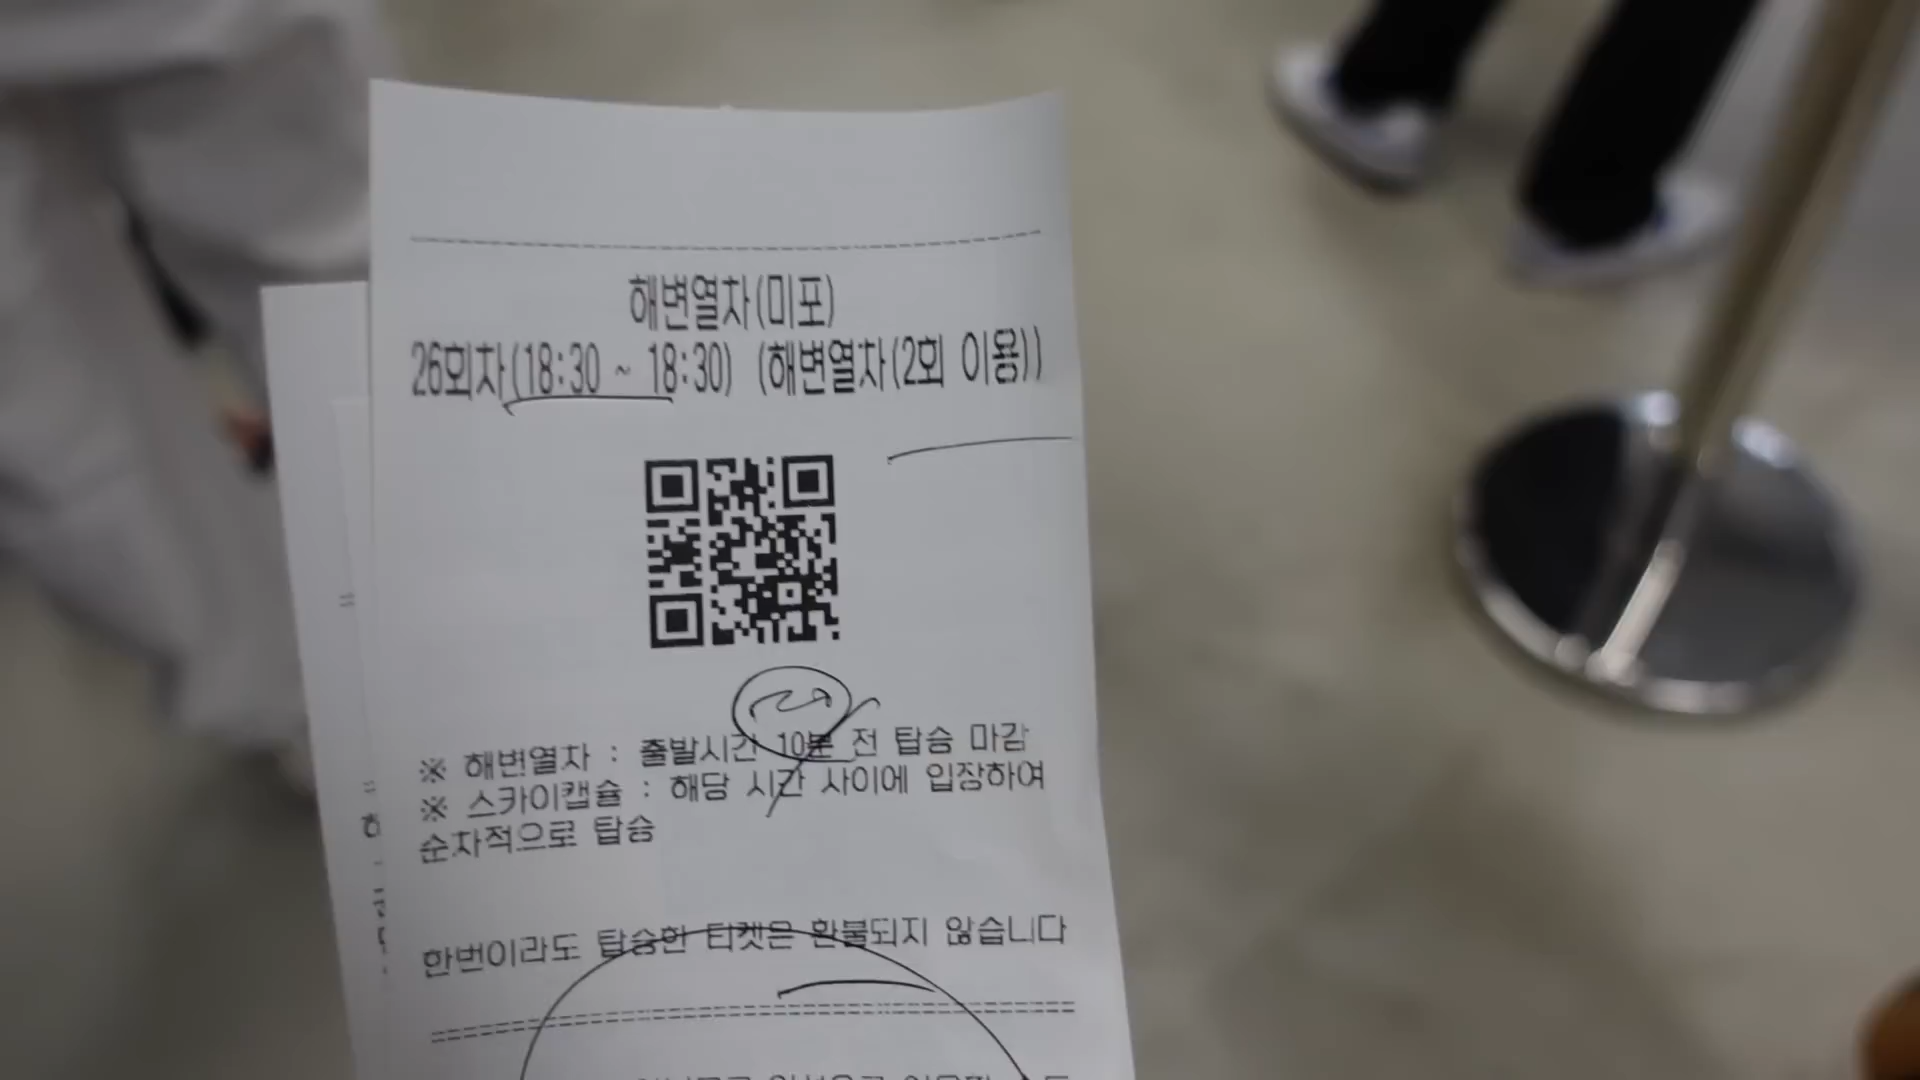 해변열차(미포)
26회차(18:30 ~ 18:30) (해변열차(2회 이용))
※ 해변열차 : 출발시간 10분 전 탑승 마감
※ 스카이캡슐 : 해당 시간 사이에 입장하여
순차적으로 탑승
한번이라도 탑승한 티켓은 환불되지 않습니다